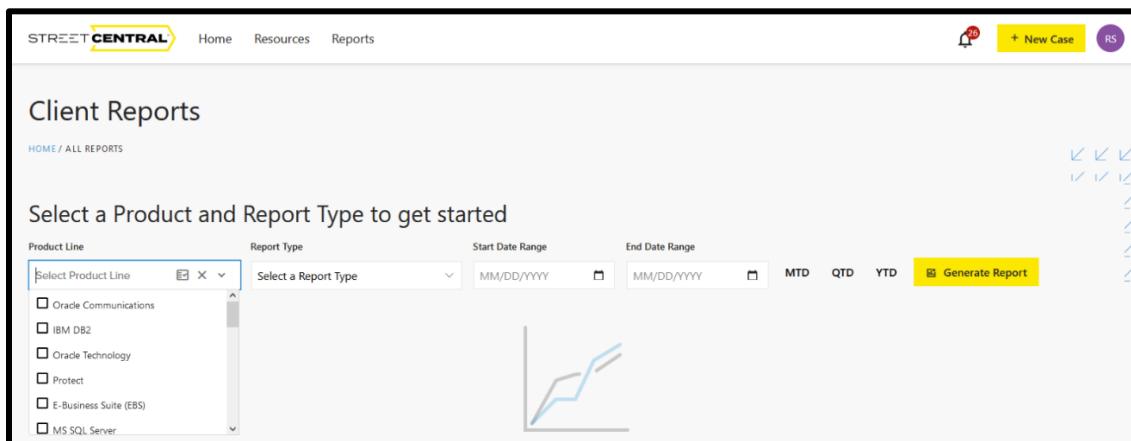 STREETCENTRAL Home Resources Reports 26 + New Case RS
Client Reports
HOME / ALL REPORTS
Select a Product and Report Type to get started
Product Line Report Type Start Date Range End Date Range
Select Product Line Select a Report Type MM/DD/YYYY MM/DD/YYYY MTD QTD YTD Generate Report
Oracle Communications
IBM DB2
Oracle Technology
Protect
E-Business Suite (EBS)
MS SQL Server